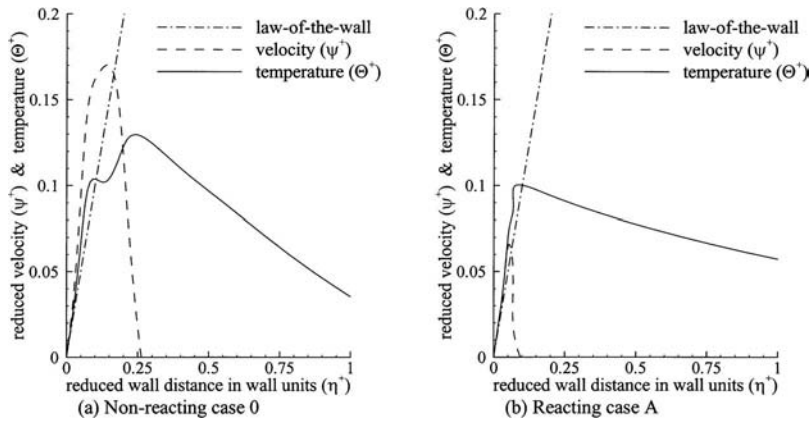 reduced velocity (ψ⁺) & temperature (Θ⁺)
0.2
0.15
0.1
0.05
0
law-of-the-wall
velocity (ψ⁺)
temperature (Θ⁺)
0 0.25 0.5 0.75 1
reduced wall distance in wall units (η⁺)
(a) Non-reacting case 0
reduced velocity (ψ⁺) & temperature (Θ⁺)
0.2
0.15
0.1
0.05
0
law-of-the-wall
velocity (ψ⁺)
temperature (Θ⁺)
0 0.25 0.5 0.75 1
reduced wall distance in wall units (η⁺)
(b) Reacting case A